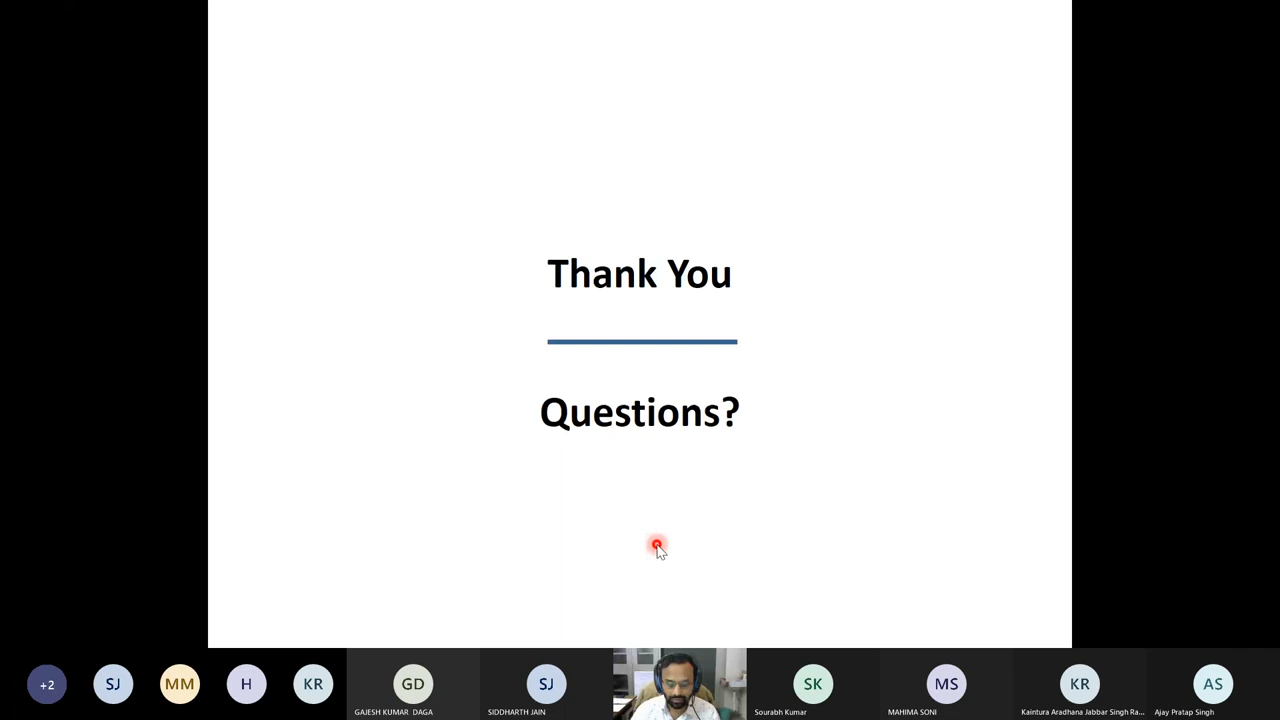 Thank You
Questions?
+2
SJ
MM
H
KR
GD
GAJESH KUMAR DAGA
SJ
SIDDHARTH JAIN
SK
Sourabh Kumar
MS
MAHIMA SONI
KR
Kaintura Aradhana Jabbar Singh Ra...
AS
Ajay Pratap Singh